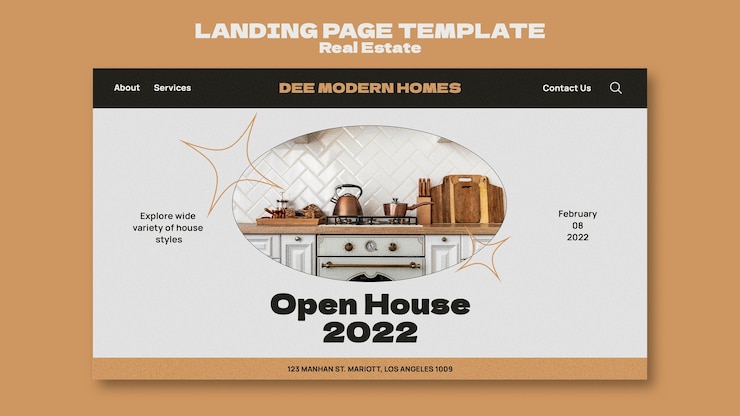 LANDING PAGE TEMPLATE
Real Estate
About Services DEE MODERN HOMES Contact Us
Explore wide
variety of house
styles
February
08
2022
Open House
2022
123 MANHAN ST. MARIOTT, LOS ANGELES 1009